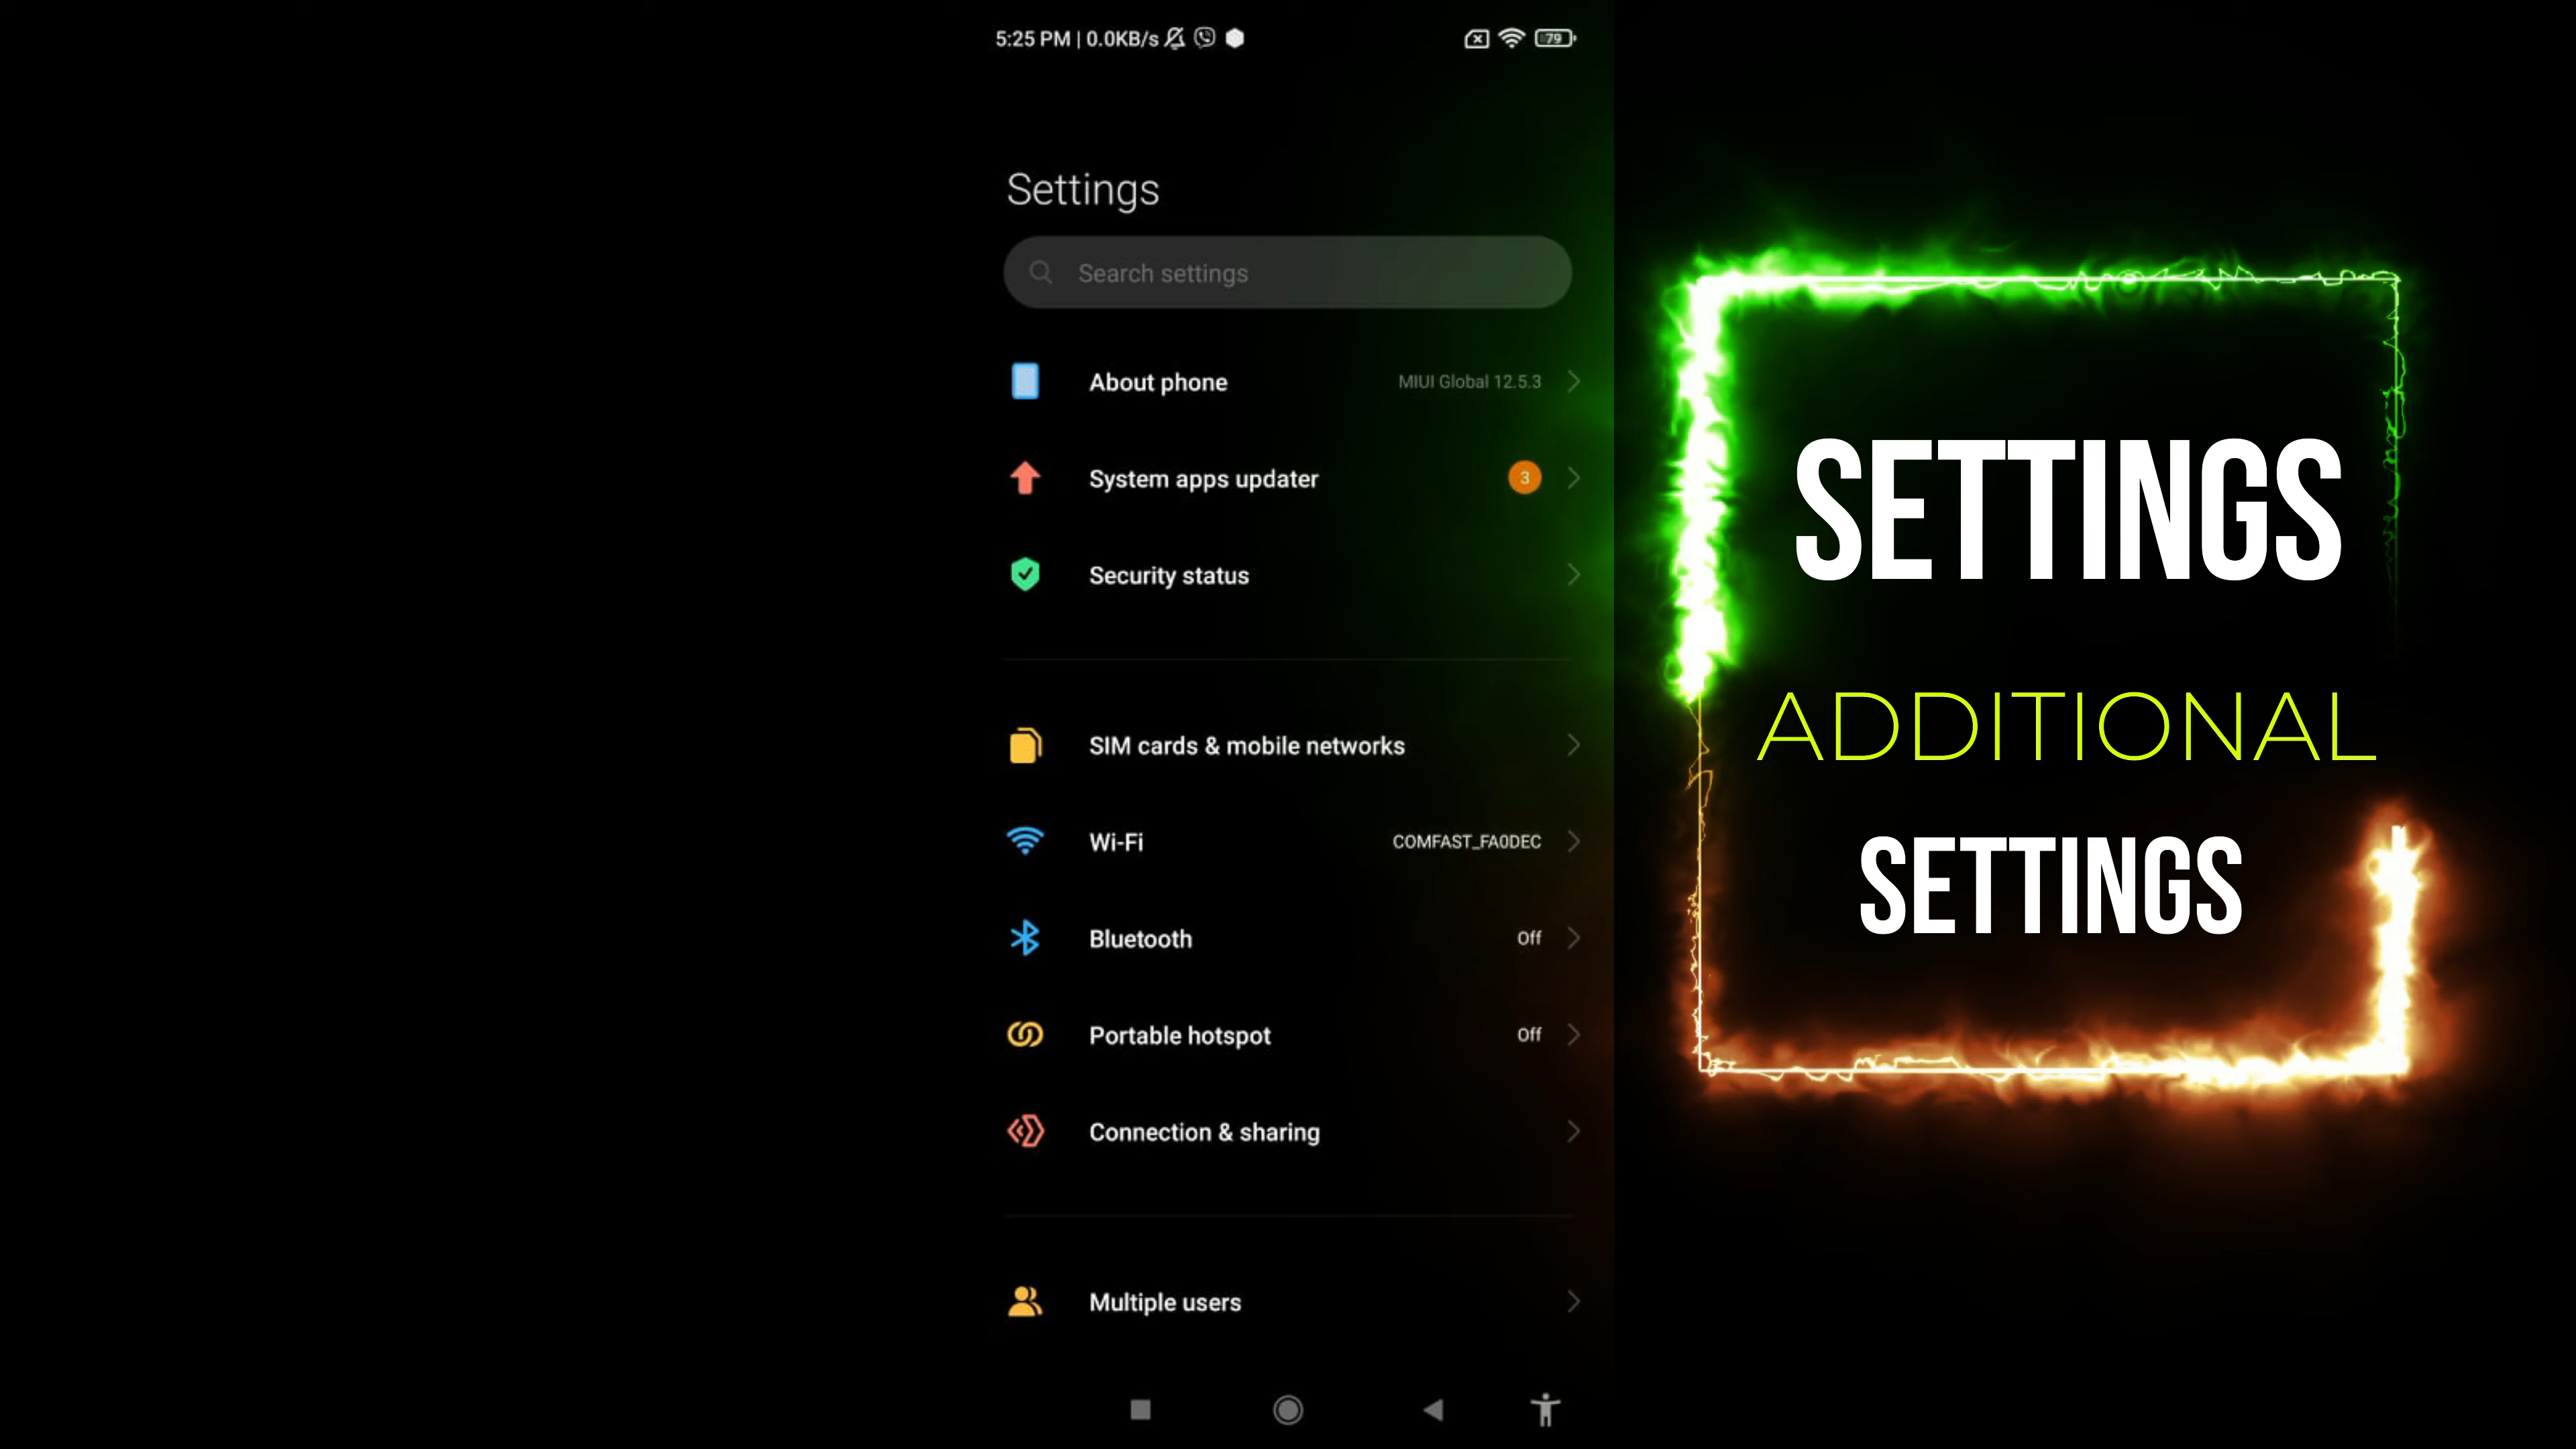 5:25 PM | 0.0KB/s
79
Settings
Search settings
About phone MIUI Global 12.5.3
System apps updater 3
Security status
SIM cards & mobile networks
Wi-Fi COMFAST_FA0DEC
Bluetooth Off
Portable hotspot Off
Connection & sharing
Multiple users
SETTINGS
ADDITIONAL
SETTINGS